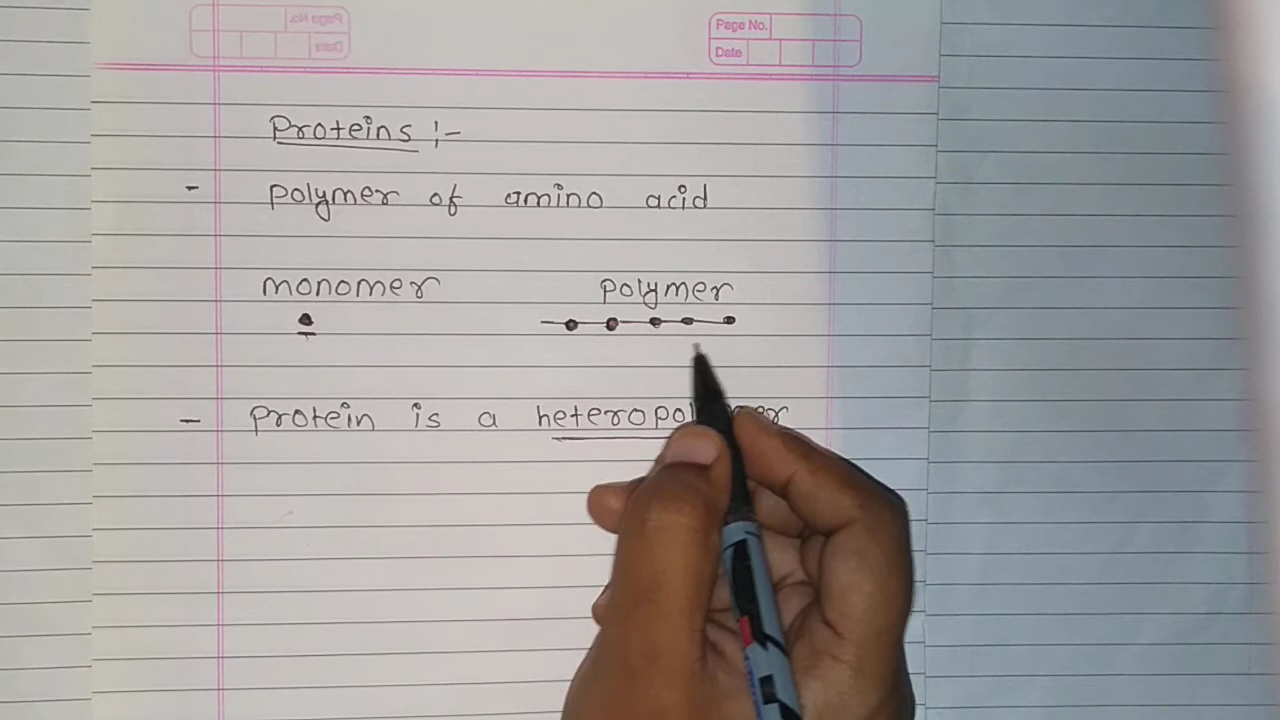 Page No.
Date
Proteins :-
- polymer of amino acid
monomer polymer
- protein is a